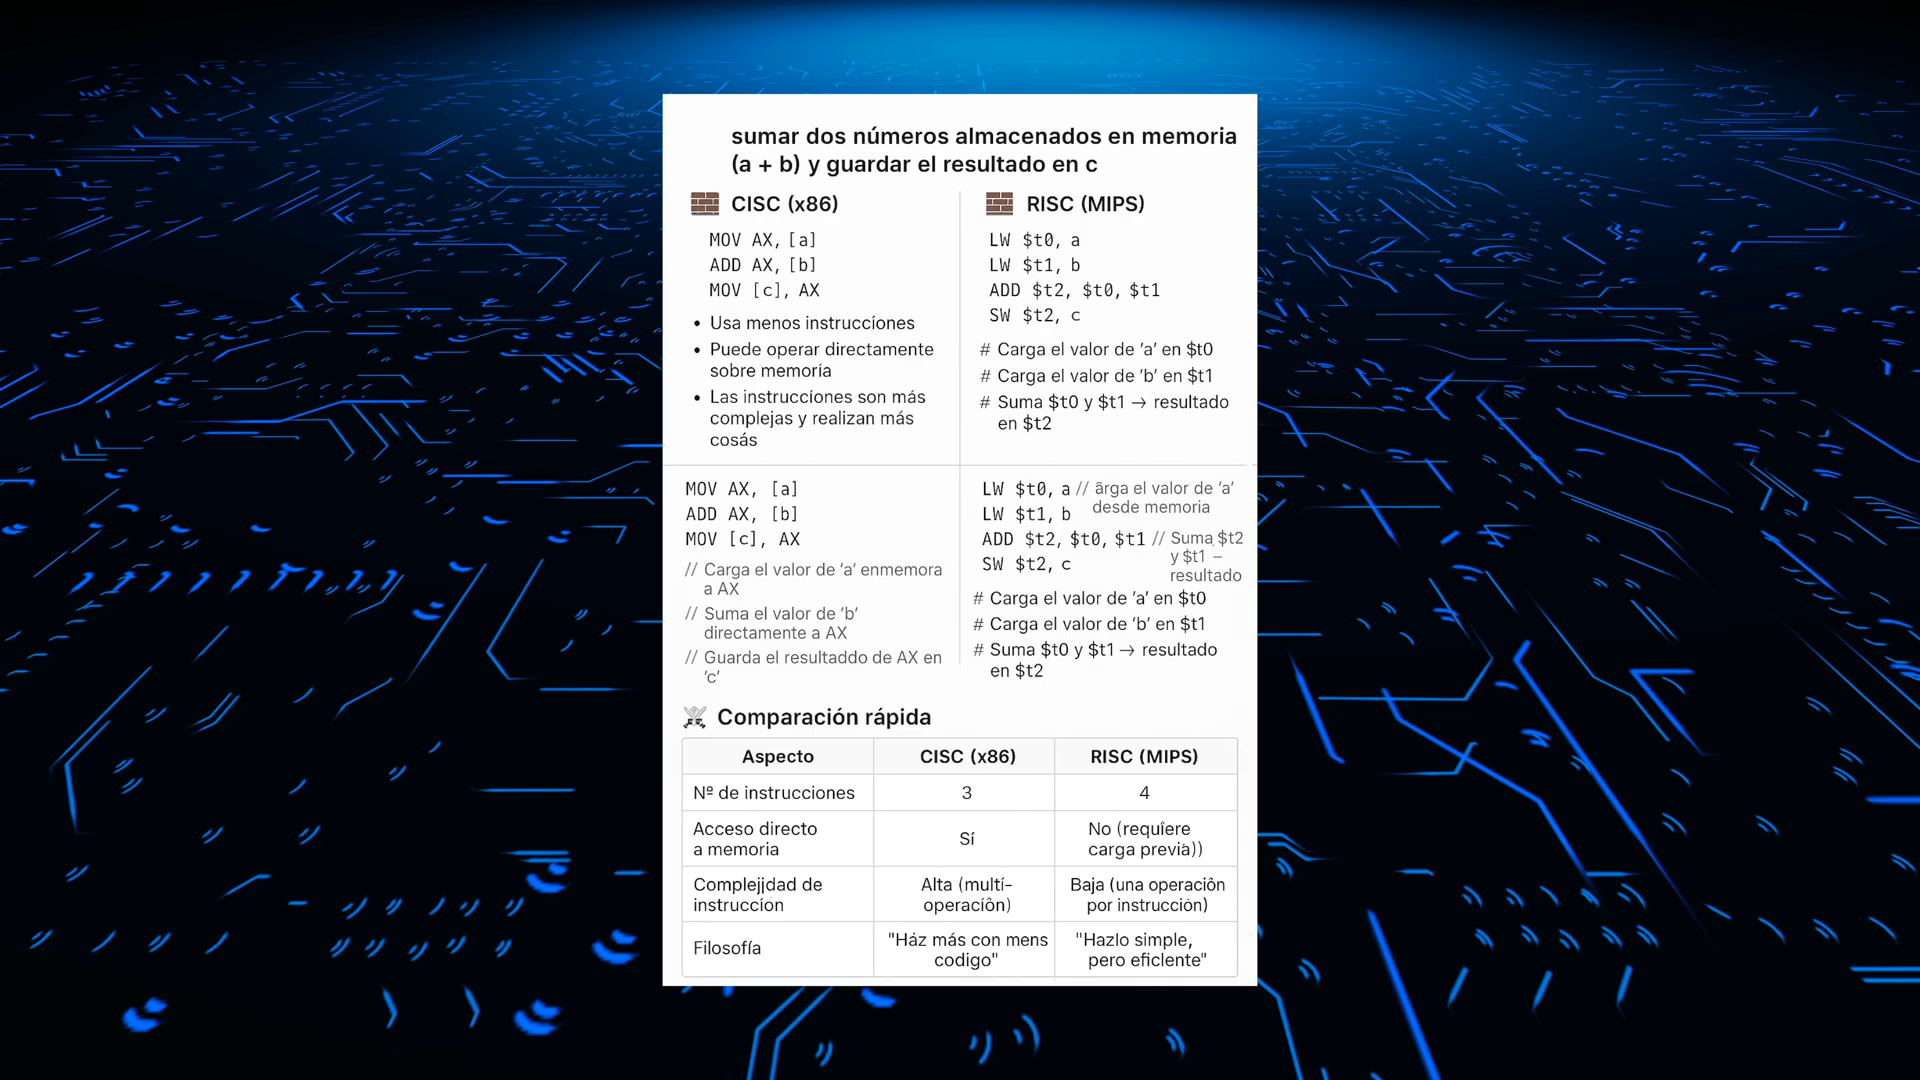 sumar dos números almacenados en memoria
(a + b) y guardar el resultado en c
CISC (x86)
MOV AX, [a]
ADD AX, [b]
MOV [c], AX
• Usa menos instruccíones
• Puede operar directamente
sobre memoría
• Las instruccíones son más
complejas y realizan más
cosás
RISC (MIPS)
LW $t0, a
LW $t1, b
ADD $t2, $t0, $t1
SW $t2, c
# Carga el valor de 'a' en $t0
# Carga el valor de 'b' en $t1
# Suma $t0 y $t1 → resultado
en $t2
MOV AX, [a]
ADD AX, [b]
MOV [c], AX
// Carga el valor de 'a' enmemora
a AX
// Suma el valor de 'b'
directamente a AX
// Guarda el resultaddo de AX en
'c'
LW $t0, a // ãrga el valor de 'a'
desde memoria
LW $t1, b
ADD $t2, $t0, $t1 // Suma $t2
y $t1 –
resultado
SW $t2, c
# Carga el valor de 'a' en $t0
# Carga el valor de 'b' en $t1
# Suma $t0 y $t1 → resultado
en $t2
Comparación rápida
Aspecto CISC (x86) RISC (MIPS)
Nº de instrucciones 3 4
Acceso directo
a memoria
Sí
No (requîere
carga previà))
Complejjdad de
instruccíon
Alta (multí-
operacíôn)
Baja (una operaciôn
por instrucciôn)
Filosofía
"Ház más con mens
codigo"
"Hazlo simple,
pero eficlente"